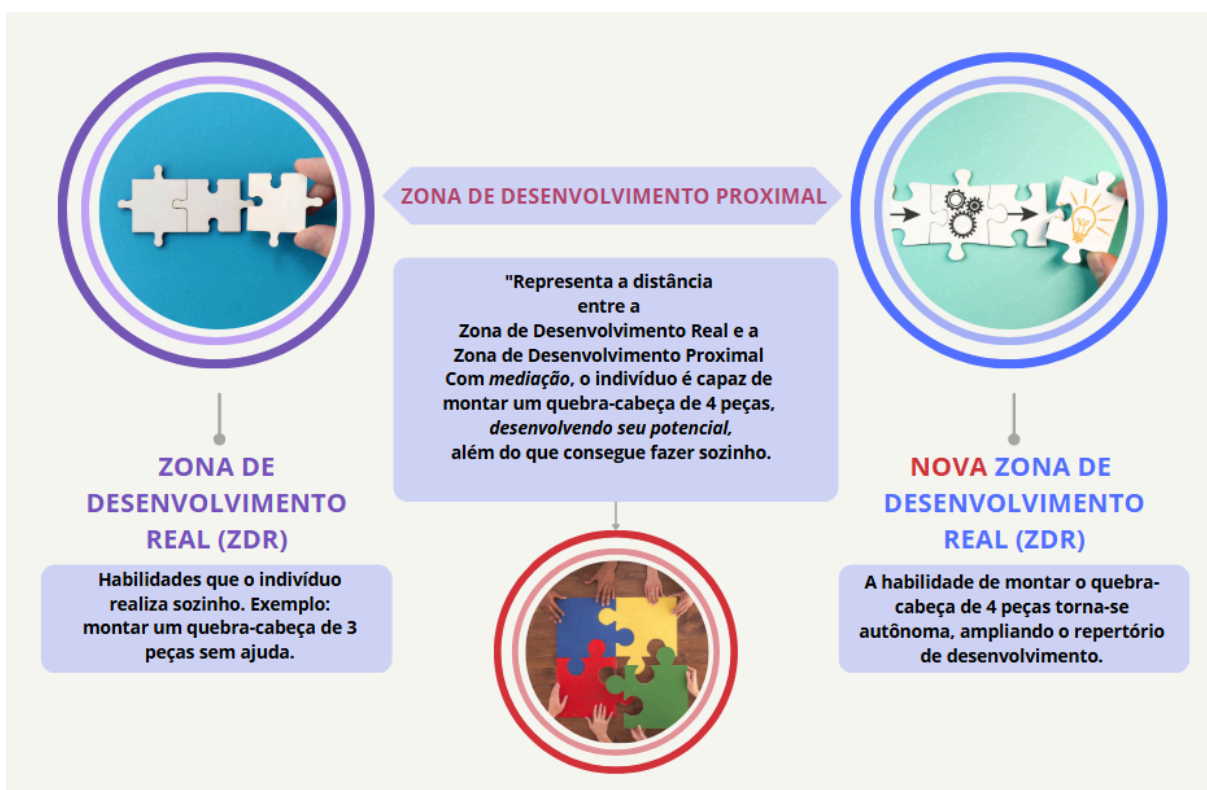 ZONA DE DESENVOLVIMENTO PROXIMAL
"Representa a distância
entre a
Zona de Desenvolvimento Real e a
Zona de Desenvolvimento Proximal
Com mediação, o indivíduo é capaz de
montar um quebra-cabeça de 4 peças,
desenvolvendo seu potencial,
além do que consegue fazer sozinho.
ZONA DE
DESENVOLVIMENTO
REAL (ZDR)
Habilidades que o indivíduo
realiza sozinho. Exemplo:
montar um quebra-cabeça de 3
peças sem ajuda.
NOVA ZONA DE
DESENVOLVIMENTO
REAL (ZDR)
A habilidade de montar o quebra-
cabeça de 4 peças torna-se
autônoma, ampliando o repertório
de desenvolvimento.